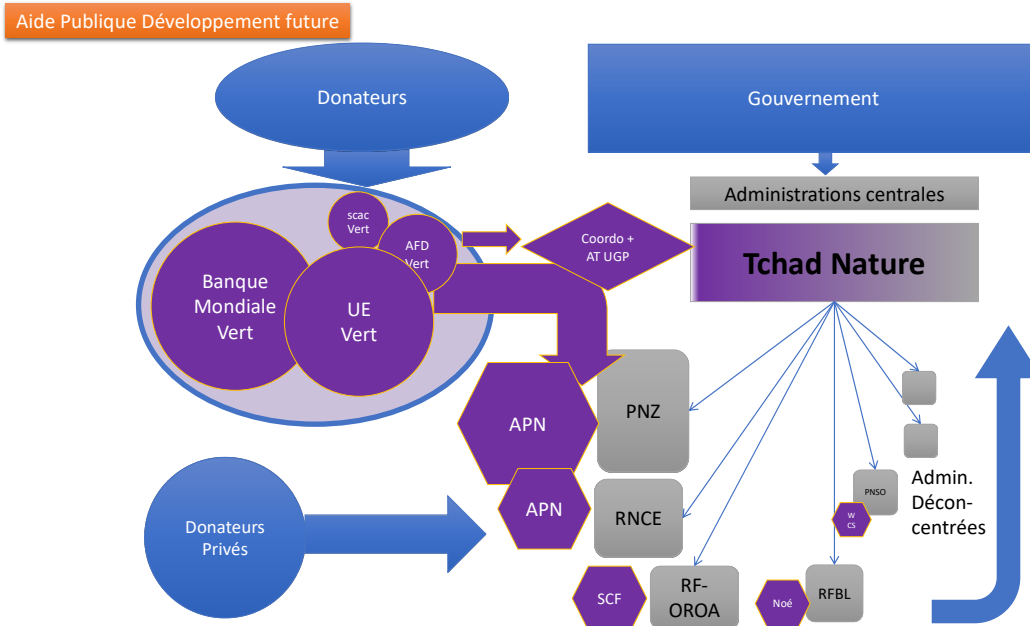 Aide Publique Développement future
Donateurs
Gouvernement
Administrations centrales
scac
Vert
AFD
Vert
Coordo +
AT UGP
Tchad Nature
Banque
Mondiale
Vert
UE
Vert
APN
PNZ
APN
RNCE
PNSO
W
CS
Admin.
Décon-
centrées
Donateurs
Privés
SCF
RF-
OROA
Noé
RFBL